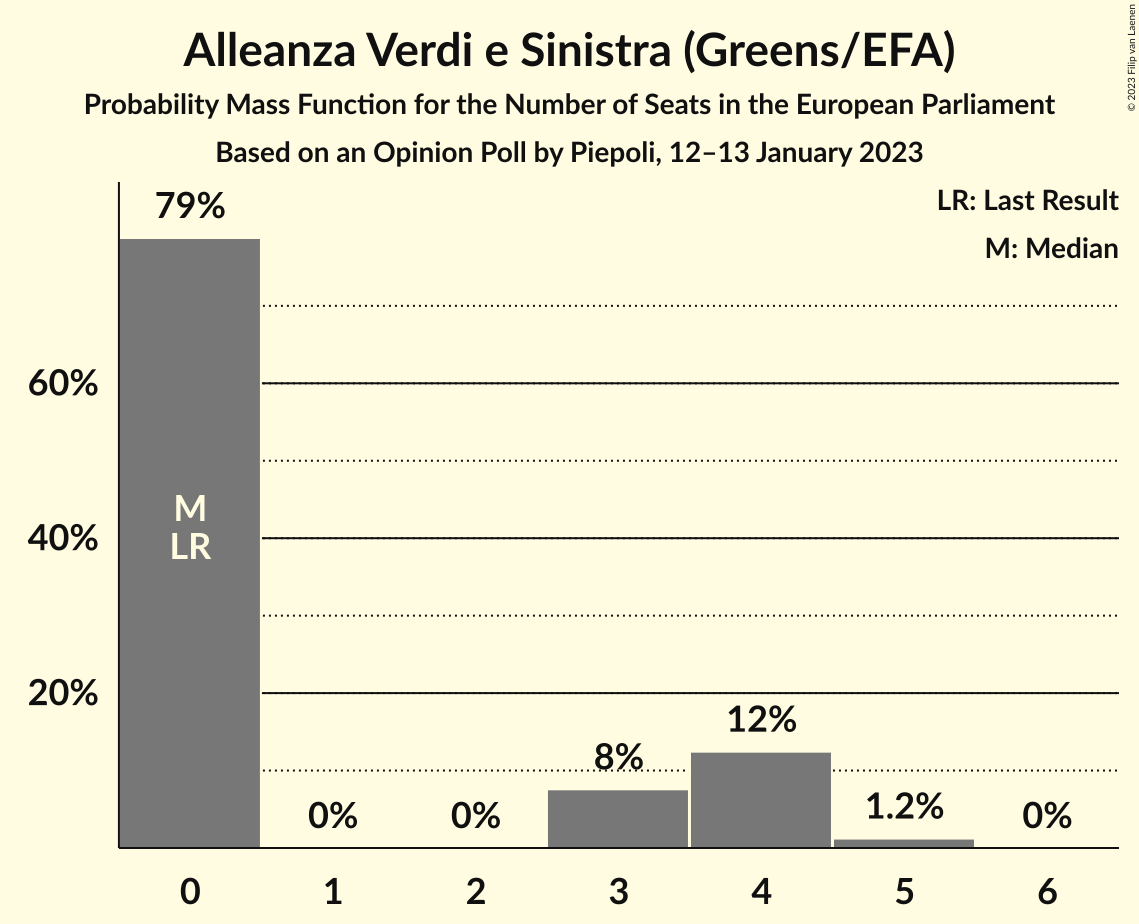 Alleanza Verdi e Sinistra (Greens/EFA)
Probability Mass Function for the Number of Seats in the European Parliament
Based on an Opinion Poll by Piepoli, 12–13 January 2023
© 2023 Filip van Laenen
LR: Last Result
M: Median
79%
60%
40%
20%
M
LR
0%
0%
8%
12%
1.2%
0%
0
1
2
3
4
5
6